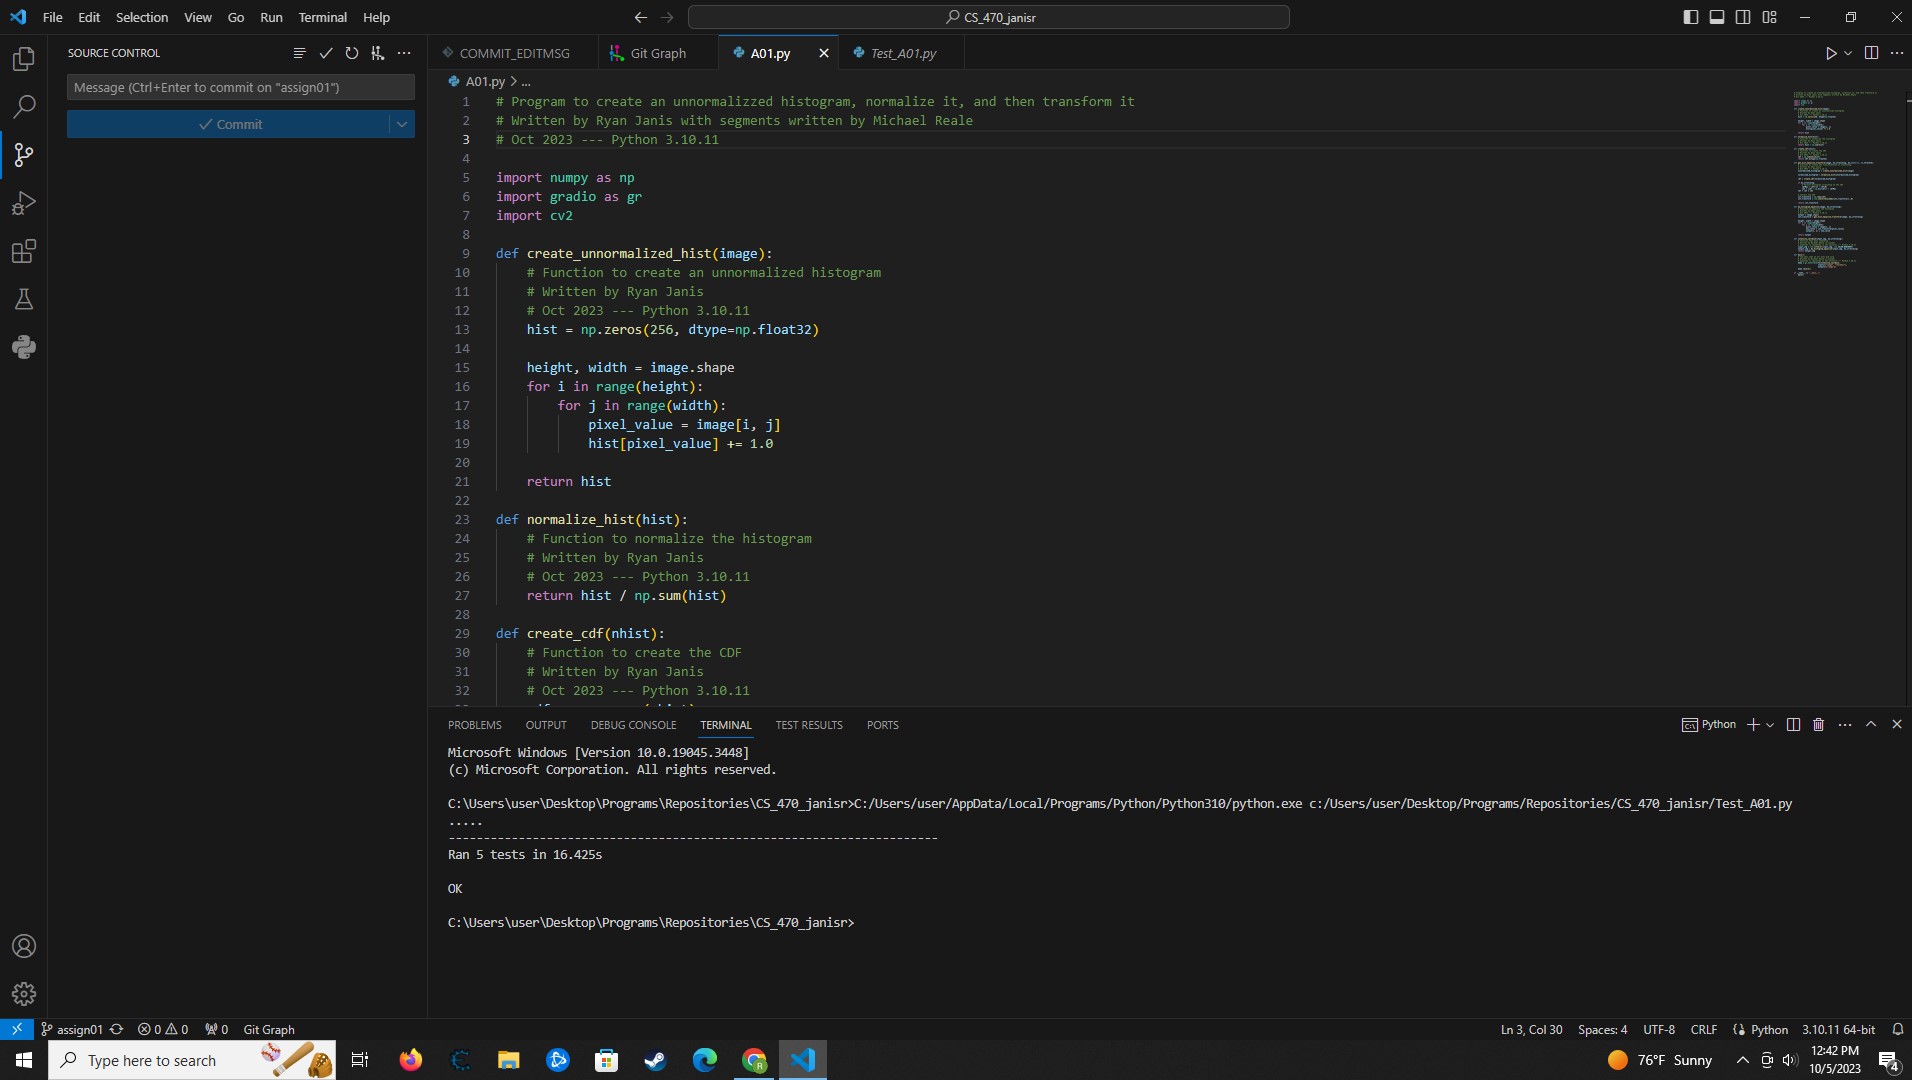 File Edit Selection View Go Run Terminal Help
CS_470_janisr
SOURCE CONTROL
Message (Ctrl+Enter to commit on "assign01")
Commit
COMMIT_EDITMSG
Git Graph
A01.py
Test_A01.py
A01.py > ...
1 # Program to create an unnormalizzed histogram, normalize it, and then transform it
2 # Written by Ryan Janis with segments written by Michael Reale
3 # Oct 2023 --- Python 3.10.11
4
5 import numpy as np
6 import gradio as gr
7 import cv2
8
9 def create_unnormalized_hist(image):
10 # Function to create an unnormalized histogram
11 # Written by Ryan Janis
12 # Oct 2023 --- Python 3.10.11
13 hist = np.zeros(256, dtype=np.float32)
14
15 height, width = image.shape
16 for i in range(height):
17 for j in range(width):
18 pixel_value = image[i, j]
19 hist[pixel_value] += 1.0
20
21 return hist
22
23 def normalize_hist(hist):
24 # Function to normalize the histogram
25 # Written by Ryan Janis
26 # Oct 2023 --- Python 3.10.11
27 return hist / np.sum(hist)
28
29 def create_cdf(nhist):
30 # Function to create the CDF
31 # Written by Ryan Janis
32 # Oct 2023 --- Python 3.10.11
PROBLEMS OUTPUT DEBUG CONSOLE TERMINAL TEST RESULTS PORTS
Python
Microsoft Windows [Version 10.0.19045.3448]
(c) Microsoft Corporation. All rights reserved.
C:\Users\user\Desktop\Programs\Repositories\CS_470_janisr>C:/Users/user/AppData/Local/Programs/Python/Python310/python.exe c:/Users/user/Desktop/Programs/Repositories/CS_470_janisr/Test_A01.py
.....
----------------------------------------------------------------------
Ran 5 tests in 16.425s
OK
C:\Users\user\Desktop\Programs\Repositories\CS_470_janisr>
assign01 0 0 0 Git Graph
Ln 3, Col 30 Spaces: 4 UTF-8 CRLF Python 3.10.11 64-bit
Type here to search
76°F Sunny
12:42 PM
10/5/2023
4